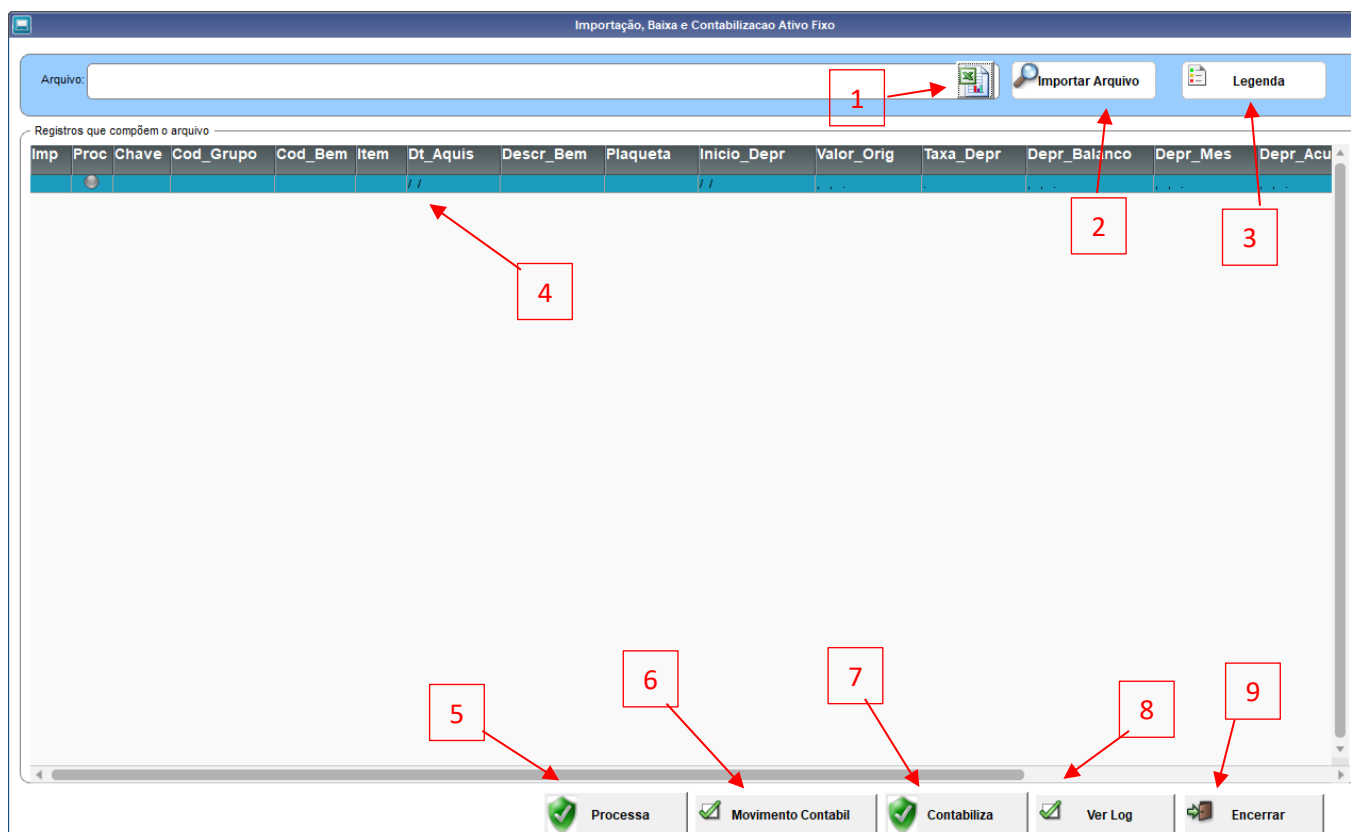 Importação, Baixa e Contabilizacao Ativo Fixo
Arquivo:
1
Importar Arquivo
Legenda
Registros que compõem o arquivo
Imp Proc Chave Cod_Grupo Cod_Bem Item Dt_Aquis Descr_Bem Plaqueta Inicio_Depr Valor_Orig Taxa_Depr Depr_Balanco Depr_Mes Depr_Acu
/ / / / , , . . , , . , , . , , .
2
3
4
5
6
7
8
9
Processa
Movimento Contabil
Contabiliza
Ver Log
Encerrar